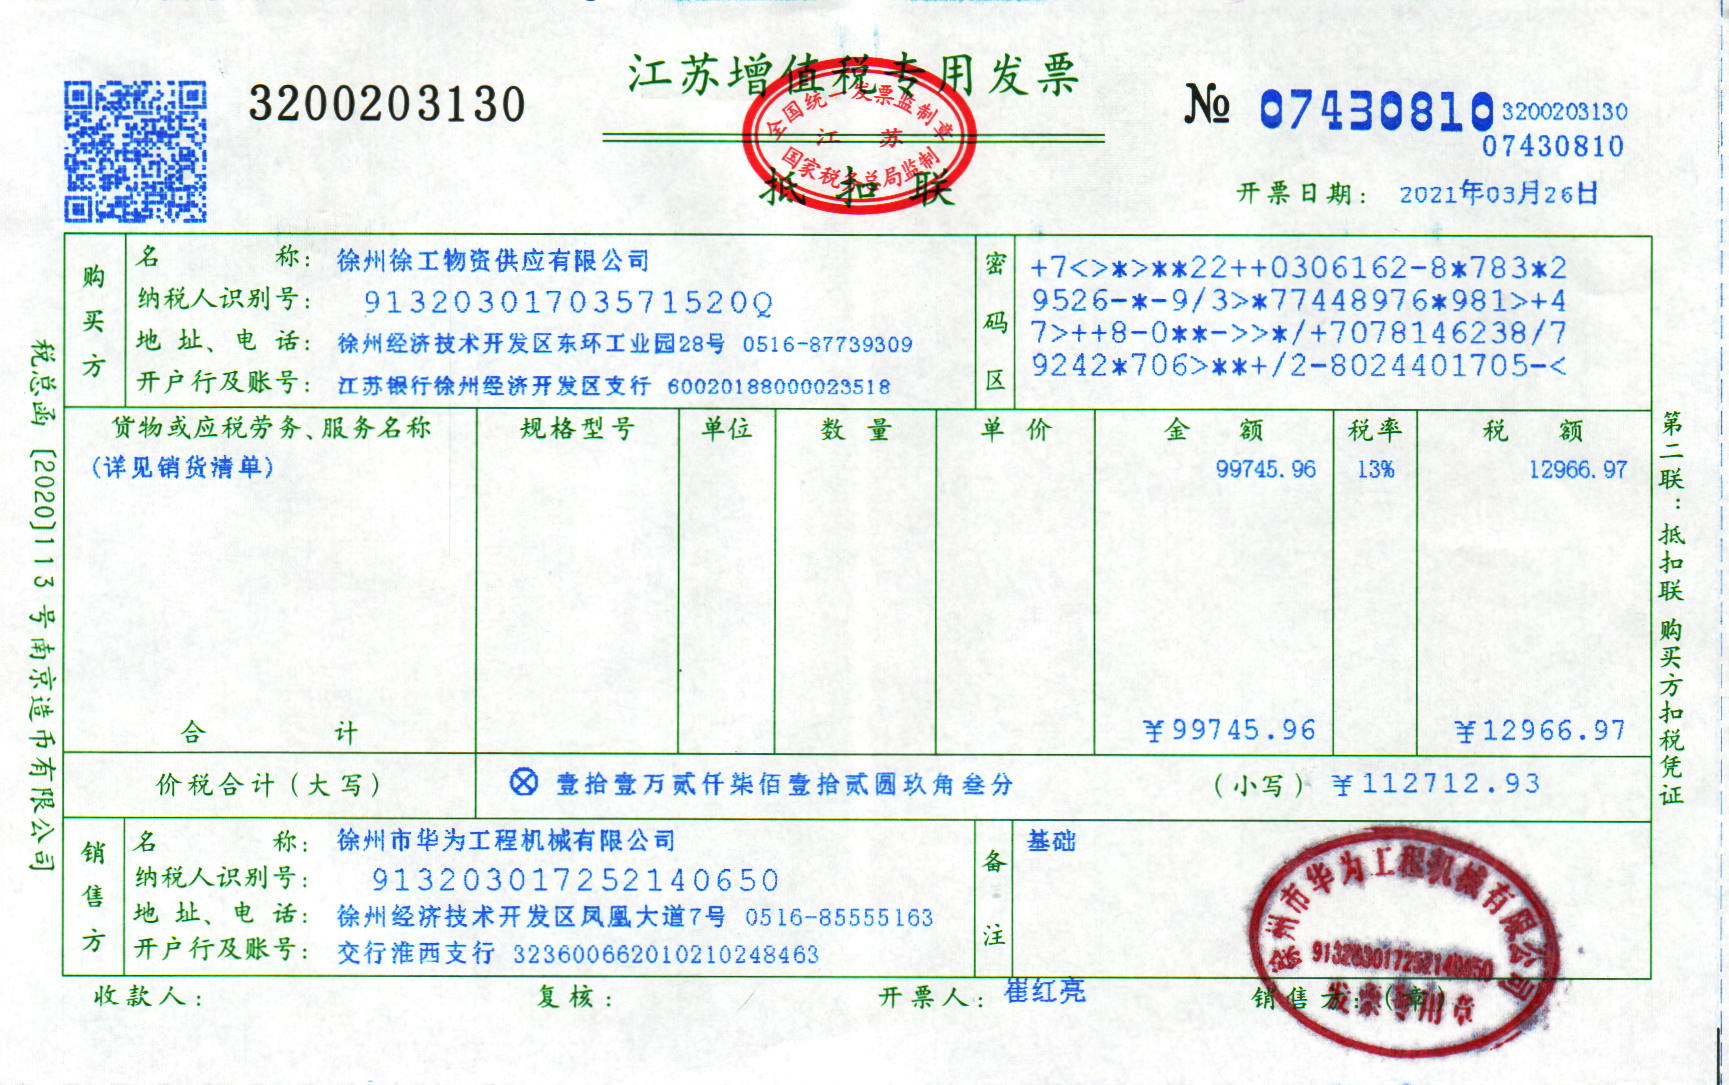 江苏增值税专用发票
3200203130
全国统一发票监制章
江苏
国家税务总局监制
抵扣联
№ 07430810
3200203130
07430810
开票日期： 2021年03月26日
购买方
名称： 徐州徐工物资供应有限公司
纳税人识别号： 91320301703571520Q
地址、电话： 徐州经济技术开发区东环工业园28号 0516-87739309
开户行及账号： 江苏银行徐州经济开发区支行 60020188000023518
密码区
+7<>*>**22++0306162-8*783*2
9526-*-9/3>*77448976*981>+4
7>++8-0**->>*/+7078146238/7
9242*706>**+/2-8024401705-<
货物或应税劳务、服务名称 规格型号 单位 数量 单价 金额 税率 税额
(详见销货清单) 99745.96 13% 12966.97
合计 ￥99745.96 ￥12966.97
价税合计（大写） ⊗ 壹拾壹万贰仟柒佰壹拾贰圆玖角叁分 （小写）￥112712.93
销售方
名称： 徐州市华为工程机械有限公司
纳税人识别号： 913203017252140650
地址、电话： 徐州经济技术开发区凤凰大道7号 0516-85555163
开户行及账号： 交行淮西支行 323600662010210248463
备注
基础
收款人： 复核： 开票人： 崔红亮 销售方：（章）
徐州市华为工程机械有限公司
913203017252140650
发票专用章
税总函〔2020〕113号南京造币有限公司
第二联：抵扣联 购买方扣税凭证